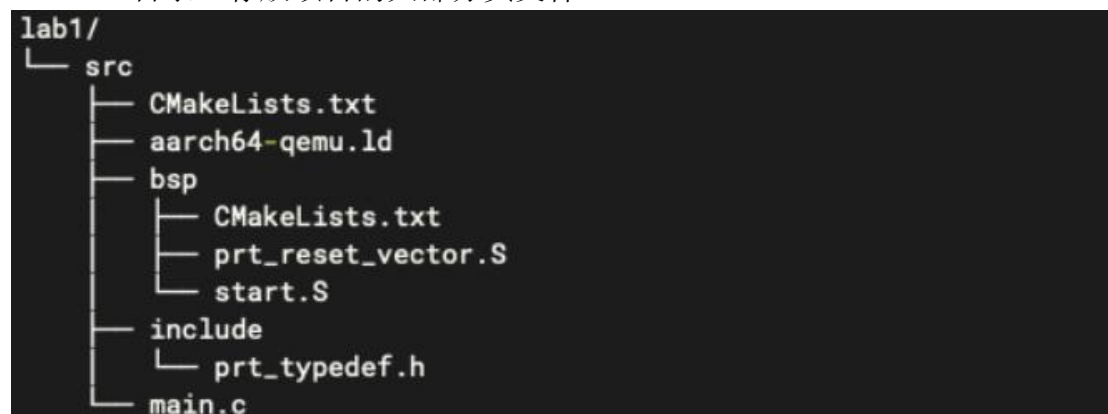 lab1/
└── src
    ├── CMakeLists.txt
    ├── aarch64-qemu.ld
    ├── bsp
    │   ├── CMakeLists.txt
    │   ├── prt_reset_vector.S
    │   └── start.S
    ├── include
    │   └── prt_typedef.h
    └── main.c